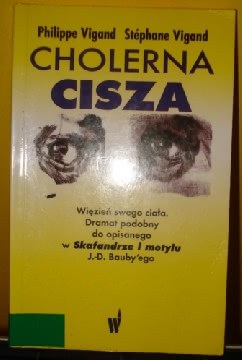 Philippe Vigand Stéphane Vigand
CHOLERNA
CISZA
Więzień swego ciała.
Dramat podobny
do opisanego
w Skafandrze i motylu
J.-D. Bauby'ego
W